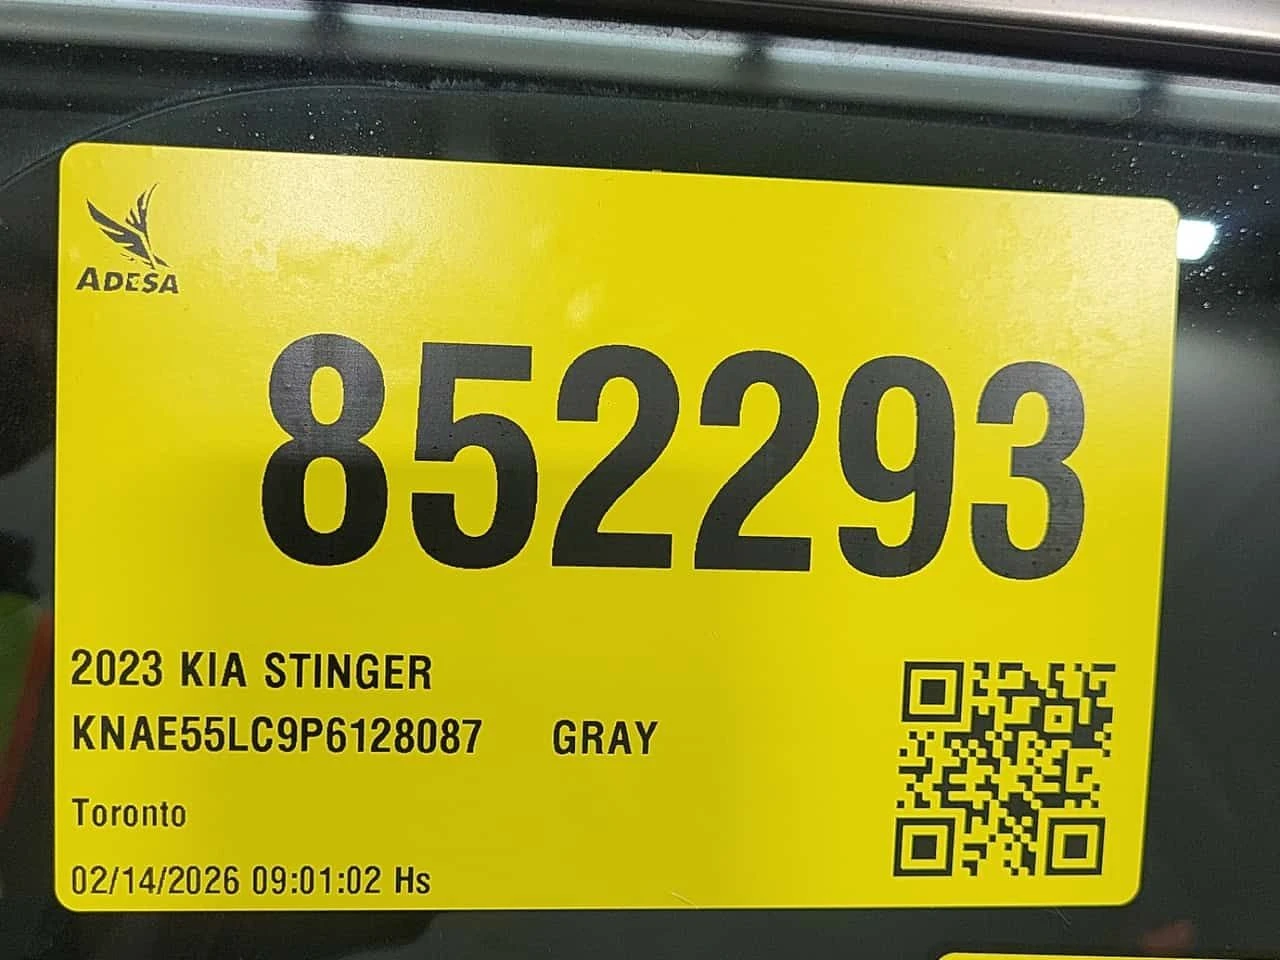 ADESA
852293
2023 KIA STINGER
KNAE55LC9P6128087 GRAY
Toronto
02/14/2026 09:01:02 Hs